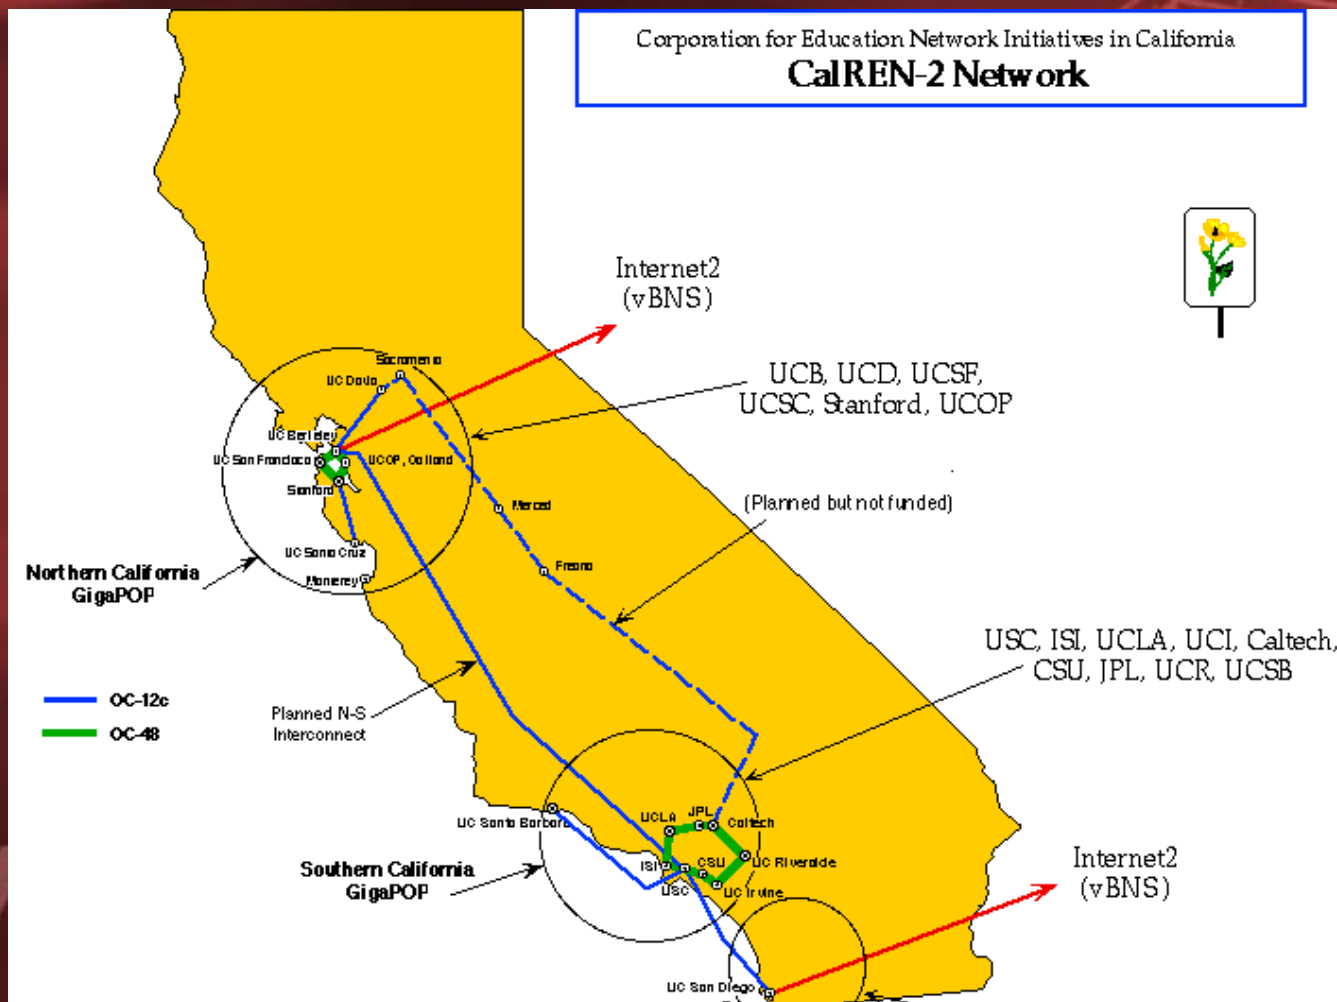 Corporation for Education Network Initiatives in California
CalREN-2 Network
Internet2
(vBNS)
Sacramento
UC Davis
UCB, UCD, UCSF,
UCSC, Stanford, UCOP
UC Berkeley
UC San Francisco
UCOP, Oakland
Stanford
Merced
(Planned but not funded)
UC Santa Cruz
Fresno
Monterey
Northern California
GigaPOP
USC, ISI, UCLA, UCI, Caltech,
CSU, JPL, UCR, UCSB
OC-12c
OC-48
Planned N-S
Interconnect
UC Santa Barbara
UCLA
JPL
Caltech
ISI
CSU
UC Riverside
USC
UC Irvine
Southern California
GigaPOP
Internet2
(vBNS)
UC San Diego